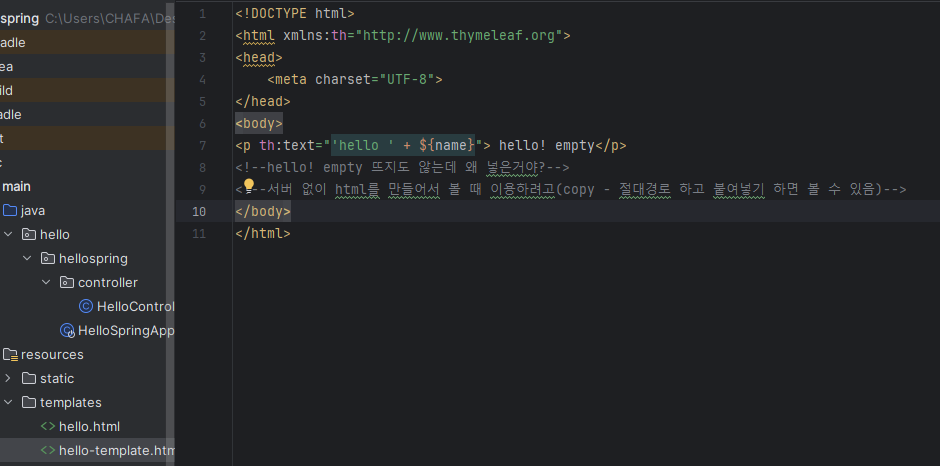 spring C:\Users\CHAFA\Des
adle
ea
ild
adle
t
c
main
java
hello
hellospring
controller
HelloControl
HelloSpringApp
resources
static
templates
hello.html
hello-template.htm
1 <!DOCTYPE html>
2 <html xmlns:th="http://www.thymeleaf.org">
3 <head>
4 <meta charset="UTF-8">
5 </head>
6 <body>
7 <p th:text="'hello ' + ${name}"> hello! empty</p>
8 <!--hello! empty 뜨지도 않는데 왜 넣은거야?-->
9 <!--서버 없이 html를 만들어서 볼 때 이용하려고(copy - 절대경로 하고 붙여넣기 하면 볼 수 있음)-->
10 </body>
11 </html>